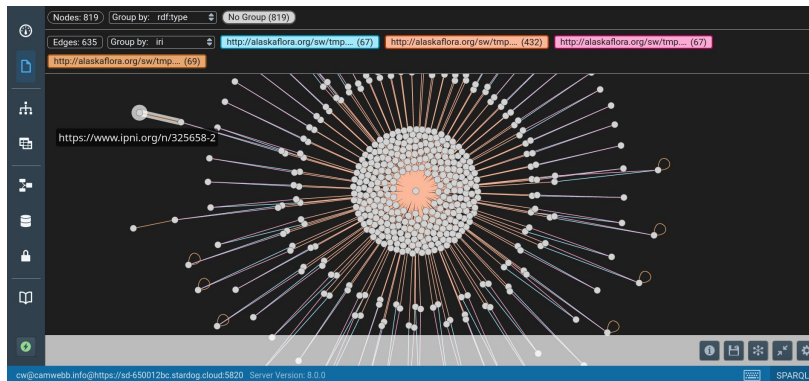 Nodes: 819 Group by: rdf:type No Group (819)
Edges: 635 Group by: iri http://alaskaflora.org/sw/tmp.... (67) http://alaskaflora.org/sw/tmp.... (432) http://alaskaflora.org/sw/tmp.... (67)
http://alaskaflora.org/sw/tmp.... (69)
https://www.ipni.org/n/325658-2
cw@camwebb.info@https://sd-650012bc.stardog.cloud:5820 Server Version: 8.0.0 SPARQL